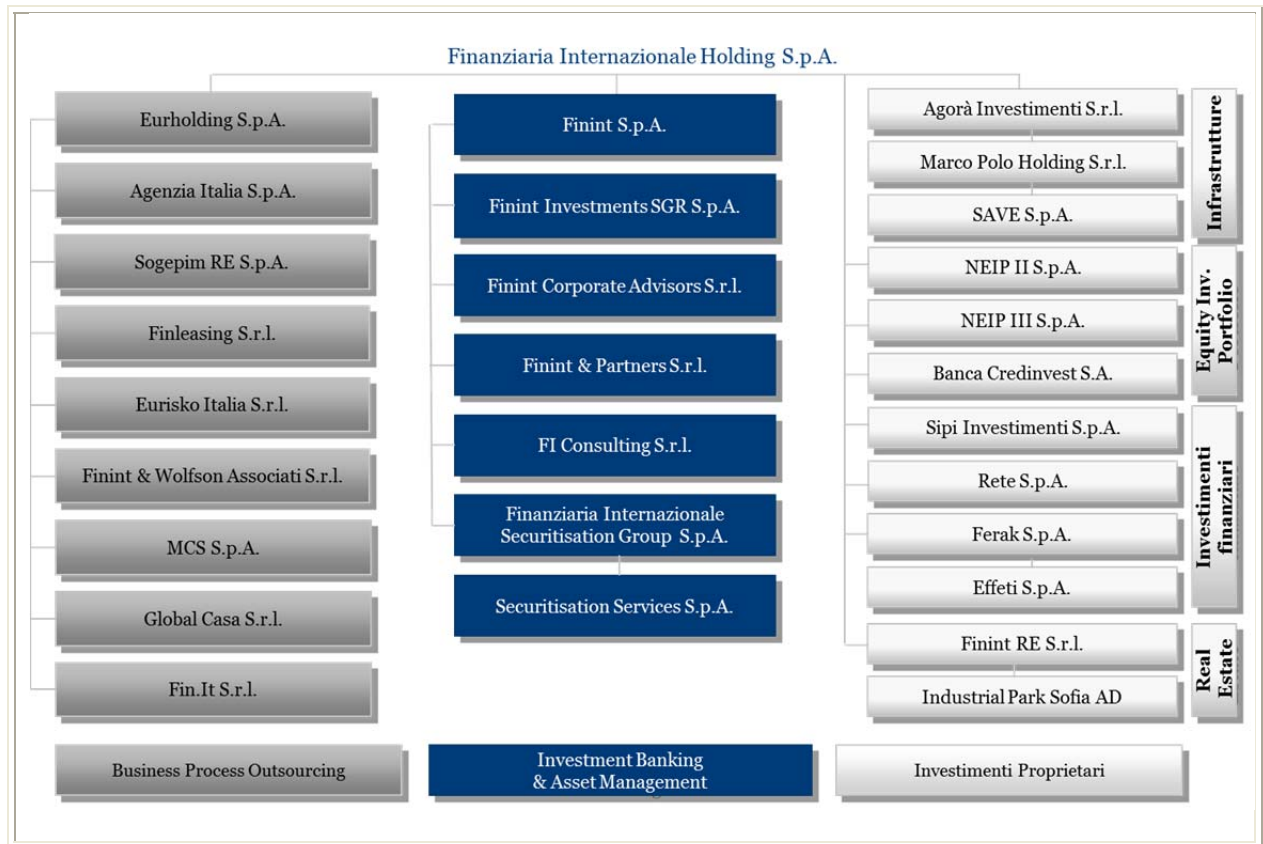 Finanziaria Internazionale Holding S.p.A.
Eurholding S.p.A.
Agenzia Italia S.p.A.
Sogepim RE S.p.A.
Finleasing S.r.l.
Eurisko Italia S.r.l.
Finint & Wolfson Associati S.r.l.
MCS S.p.A.
Global Casa S.r.l.
Fin.It S.r.l.
Finint S.p.A.
Finint Investments SGR S.p.A.
Finint Corporate Advisors S.r.l.
Finint & Partners S.r.l.
FI Consulting S.r.l.
Finanziaria Internazionale
Securitisation Group S.p.A.
Securitisation Services S.p.A.
Agorà Investimenti S.r.l.
Marco Polo Holding S.r.l.
SAVE S.p.A.
NEIP II S.p.A.
NEIP III S.p.A.
Banca Credinvest S.A.
Sipi Investimenti S.p.A.
Rete S.p.A.
Ferak S.p.A.
Effeti S.p.A.
Finint RE S.r.l.
Industrial Park Sofia AD
Infrastrutture
Equity Inv.
Portfolio
Investimenti
finanziari
Real
Estate
Business Process Outsourcing
Investment Banking
& Asset Management
Investimenti Proprietari